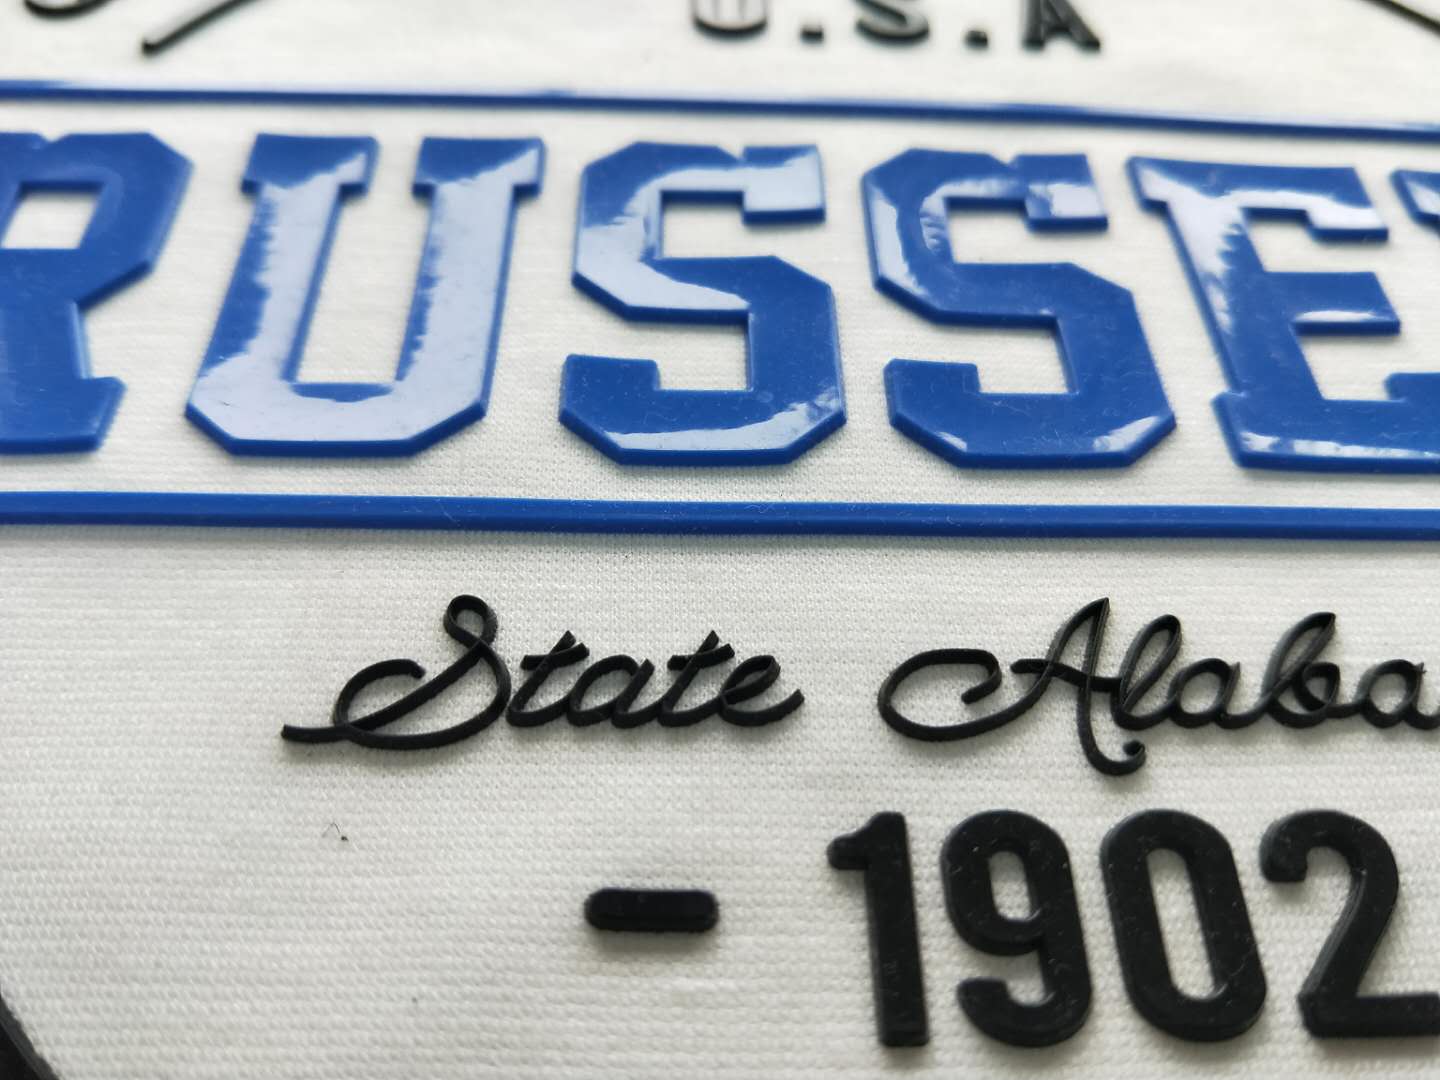 U.S.A
RUSSE
State Alaba
- 1902